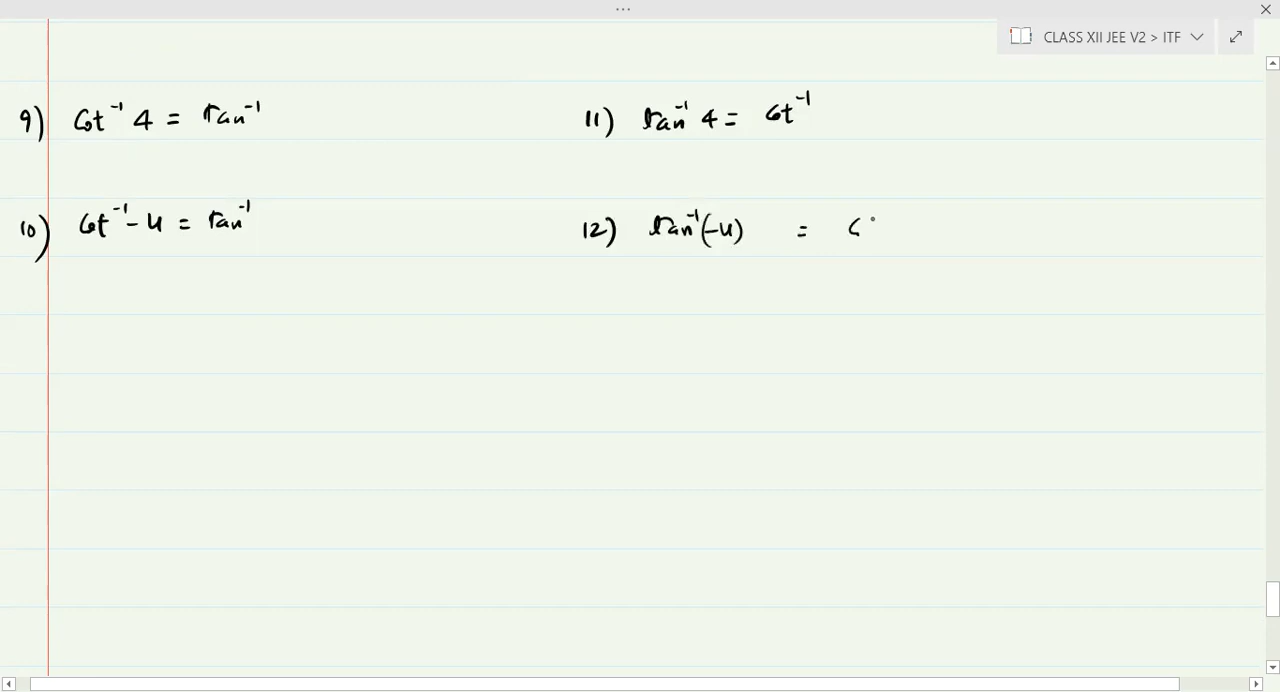 CLASS XII JEE V2 > ITF
9) Cot⁻¹ 4 = tan⁻¹
11) tan⁻¹ 4 = Cot⁻¹
10) Cot⁻¹ -4 = tan⁻¹
12) tan⁻¹(-4) =